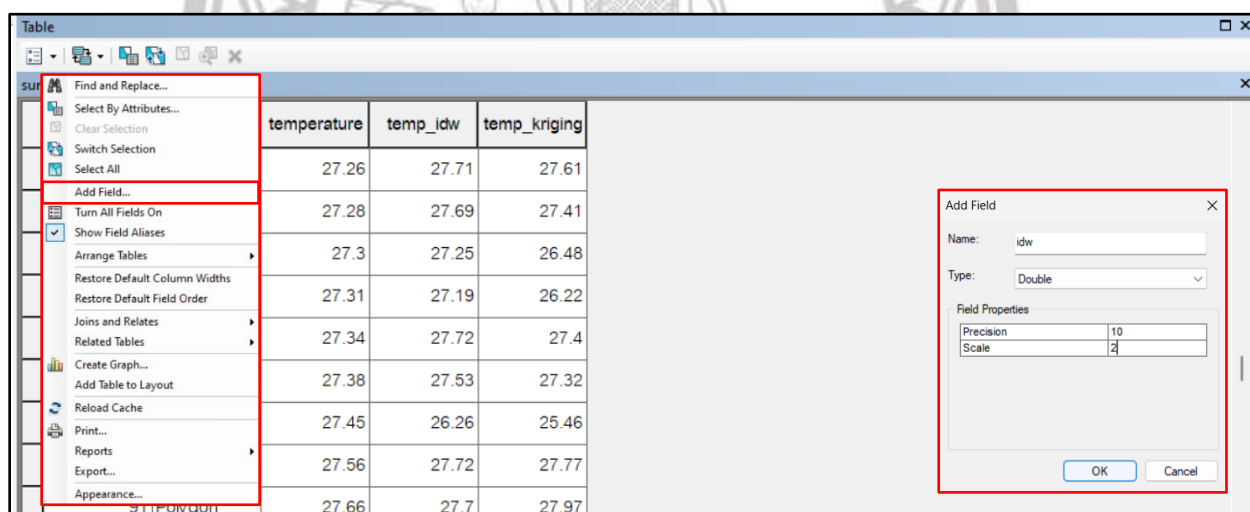 Table
sur
Find and Replace...
Select By Attributes...
Clear Selection
Switch Selection
Select All
Add Field...
Turn All Fields On
Show Field Aliases
Arrange Tables
Restore Default Column Widths
Restore Default Field Order
Joins and Relates
Related Tables
Create Graph...
Add Table to Layout
Reload Cache
Print...
Reports
Export...
Appearance...
temperature temp_idw temp_kriging
27.26 27.71 27.61
27.28 27.69 27.41
27.3 27.25 26.48
27.31 27.19 26.22
27.34 27.72 27.4
27.38 27.53 27.32
27.45 26.26 25.46
27.56 27.72 27.77
91 Polygon 27.66 27.7 27.97
Add Field
Name: idw
Type: Double
Field Properties
Precision 10
Scale 2
OK Cancel